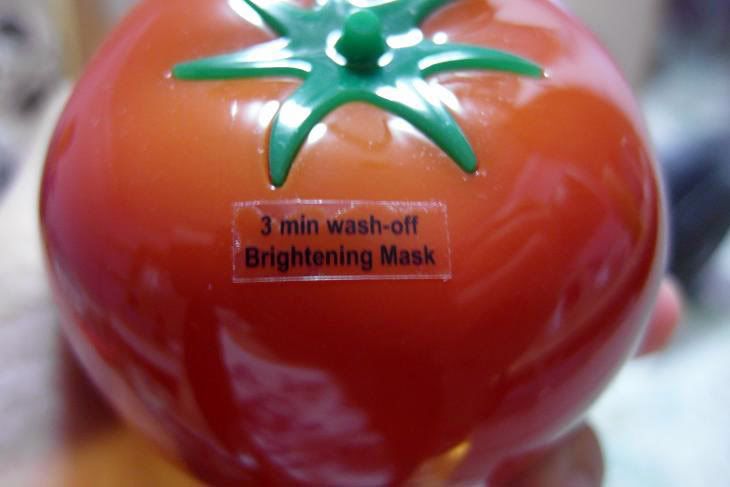 3 min wash-off
Brightening Mask